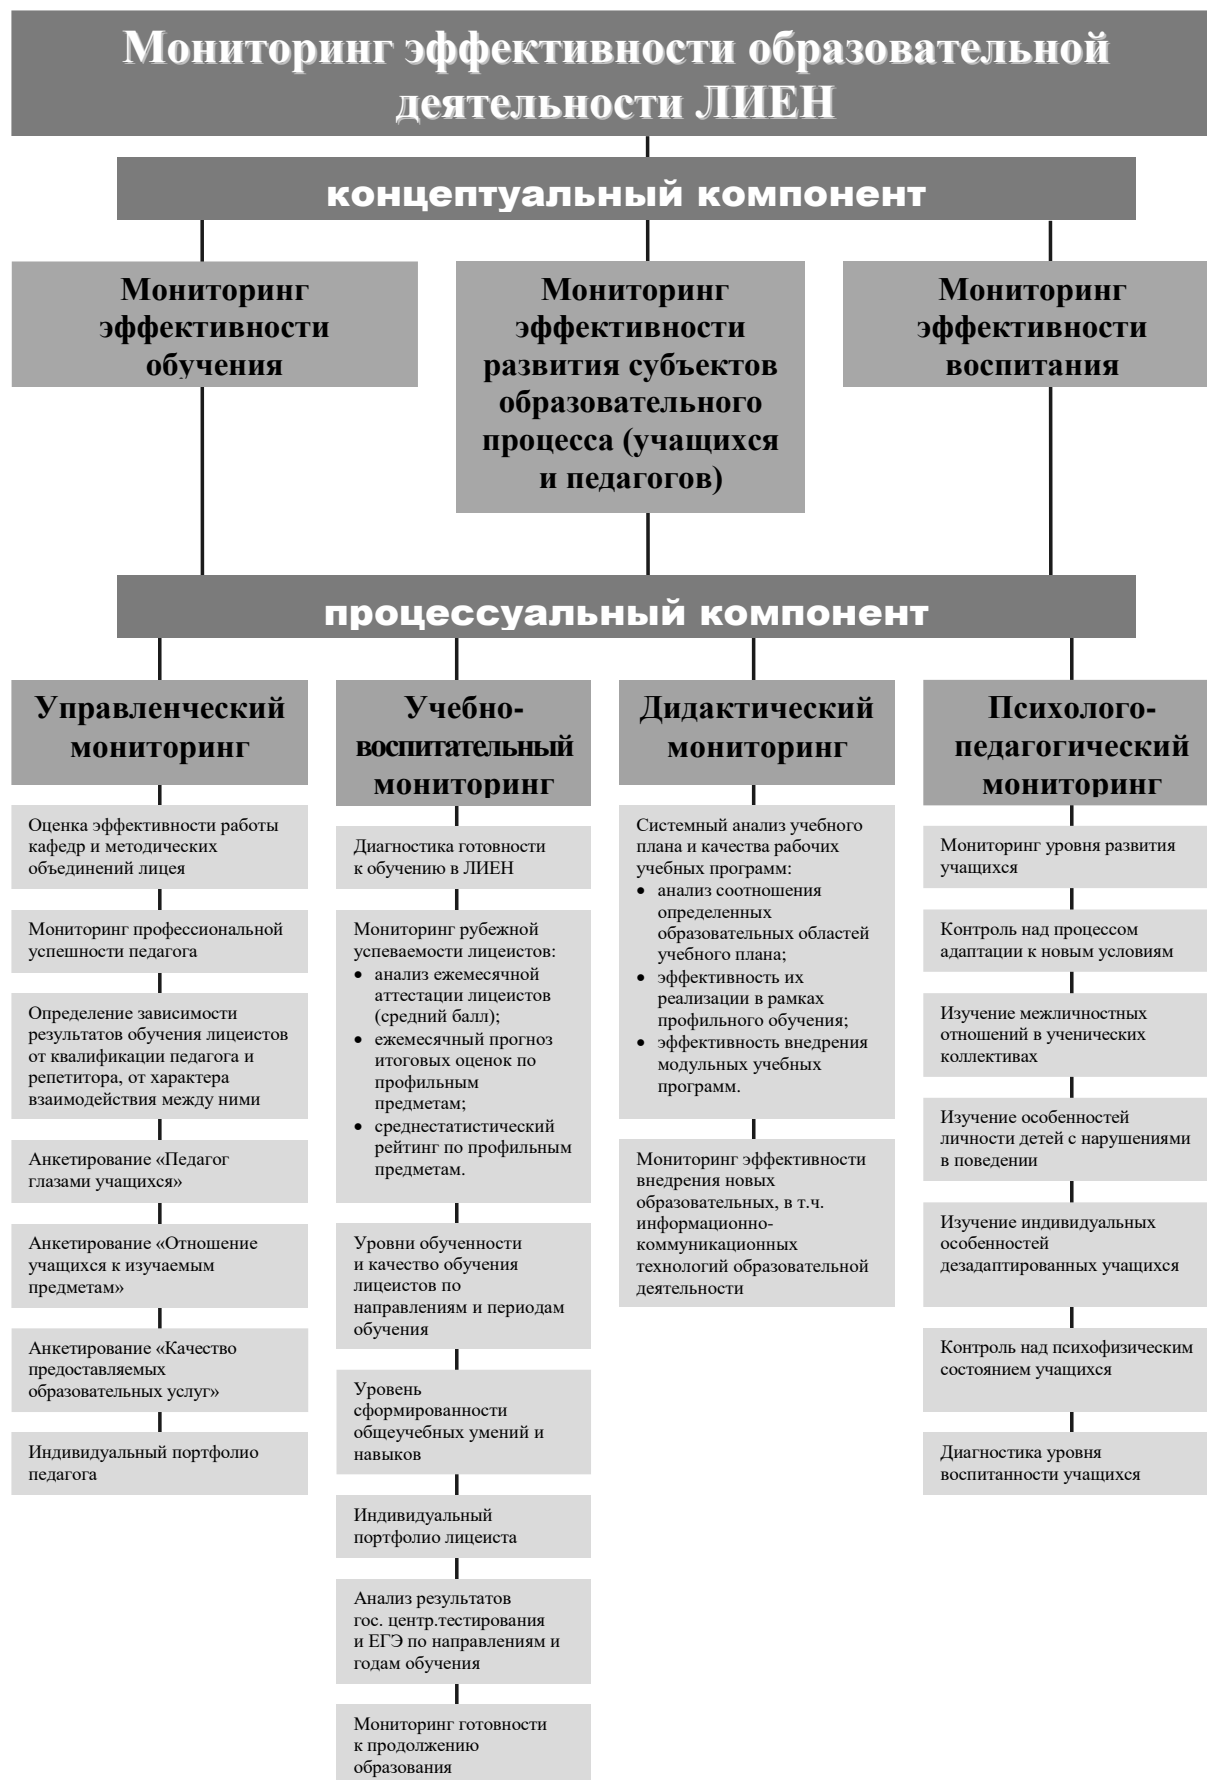 Мониторинг эффективности образовательной
деятельности ЛИЕН
концептуальный компонент
Мониторинг
эффективности
обучения
Мониторинг
эффективности
развития субъектов
образовательного
процесса (учащихся
и педагогов)
Мониторинг
эффективности
воспитания
процессуальный компонент
Управленческий
мониторинг
Оценка эффективности работы
кафедр и методических
объединений лицея
Мониторинг профессиональной
успешности педагога
Определение зависимости
результатов обучения лицеистов
от квалификации педагога и
репетитора, от характера
взаимодействия между ними
Анкетирование «Педагог
глазами учащихся»
Анкетирование «Отношение
учащихся к изучаемым
предметам»
Анкетирование «Качество
предоставляемых
образовательных услуг»
Индивидуальный портфолио
педагога
Учебно-
воспитательный
мониторинг
Диагностика готовности
к обучению в ЛИЕН
Мониторинг рубежной
успеваемости лицеистов:
• анализ ежемесячной
аттестации лицеистов
(средний балл);
• ежемесячный прогноз
итоговых оценок по
профильным
предметам;
• среднестатистический
рейтинг по профильным
предметам.
Уровни обученности
и качество обучения
лицеистов по
направлениям и периодам
обучения
Уровень
сформированности
общеучебных умений и
навыков
Индивидуальный
портфолио лицеиста
Анализ результатов
гос. центр.тестирования
и ЕГЭ по направлениям и
годам обучения
Мониторинг готовности
к продолжению
образования
Дидактический
мониторинг
Системный анализ учебного
плана и качества рабочих
учебных программ:
• анализ соотношения
определенных
образовательных областей
учебного плана;
• эффективность их
реализации в рамках
профильного обучения;
• эффективность внедрения
модульных учебных
программ.
Мониторинг эффективности
внедрения новых
образовательных, в т.ч.
информационно-
коммуникационных
технологий образовательной
деятельности
Психолого-
педагогический
мониторинг
Мониторинг уровня развития
учащихся
Контроль над процессом
адаптации к новым условиям
Изучение межличностных
отношений в ученических
коллективах
Изучение особенностей
личности детей с нарушениями
в поведении
Изучение индивидуальных
особенностей
дезадаптированных учащихся
Контроль над психофизическим
состоянием учащихся
Диагностика уровня
воспитанности учащихся